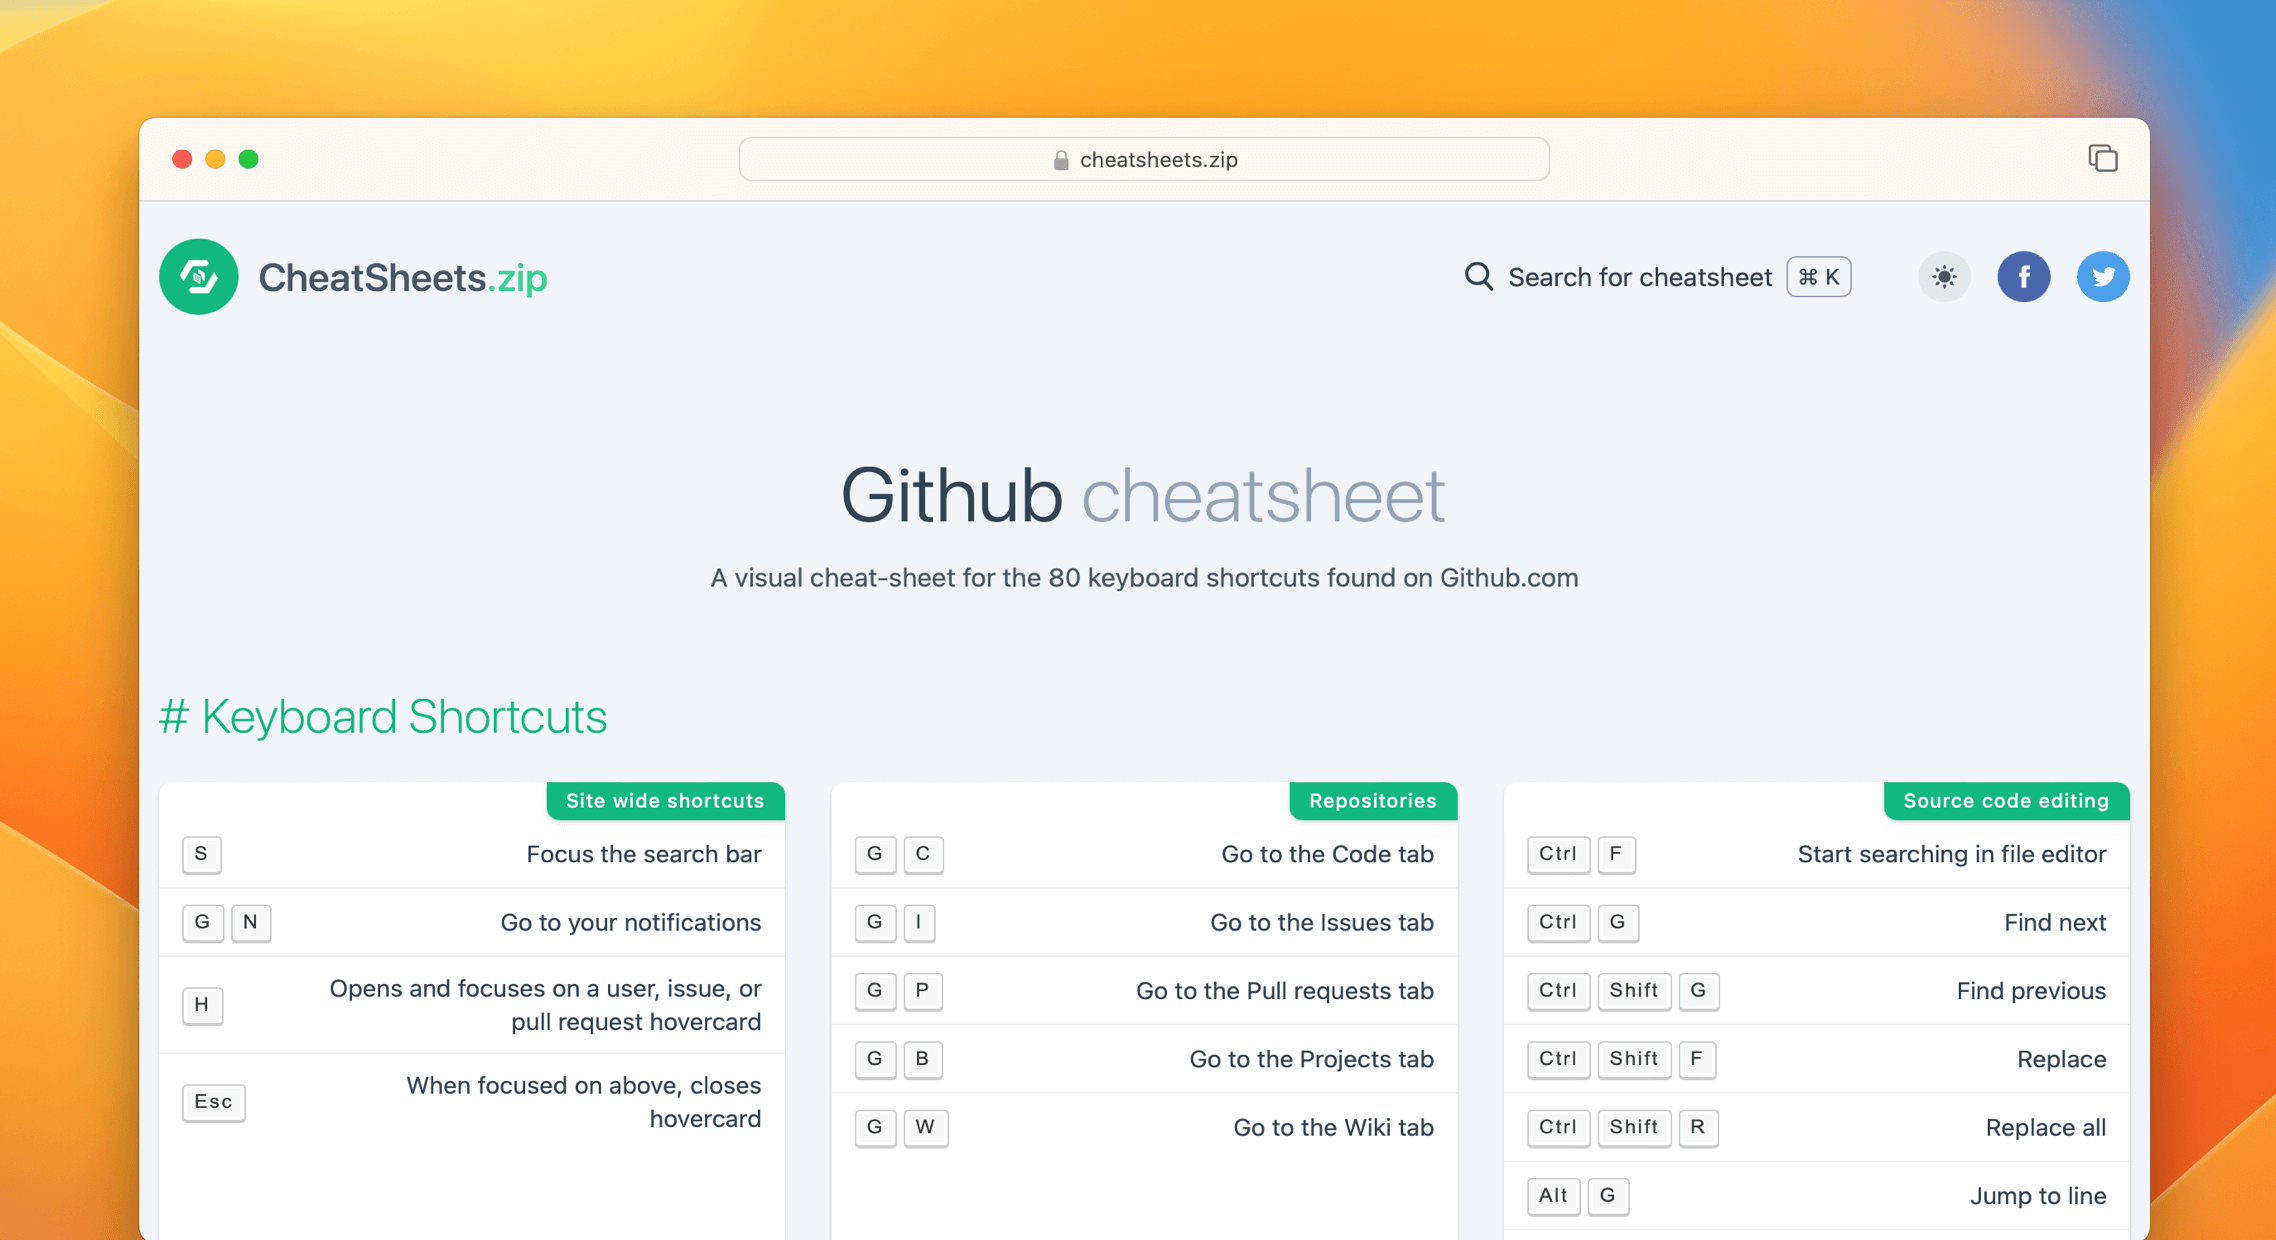 cheatsheets.zip
CheatSheets.zip
Search for cheatsheet ⌘ K
f
Github cheatsheet
A visual cheat-sheet for the 80 keyboard shortcuts found on Github.com
# Keyboard Shortcuts
Site wide shortcuts
S Focus the search bar
G N Go to your notifications
H Opens and focuses on a user, issue, or
pull request hovercard
Esc When focused on above, closes
hovercard
Repositories
G C Go to the Code tab
G I Go to the Issues tab
G P Go to the Pull requests tab
G B Go to the Projects tab
G W Go to the Wiki tab
Source code editing
Ctrl F Start searching in file editor
Ctrl G Find next
Ctrl Shift G Find previous
Ctrl Shift F Replace
Ctrl Shift R Replace all
Alt G Jump to line